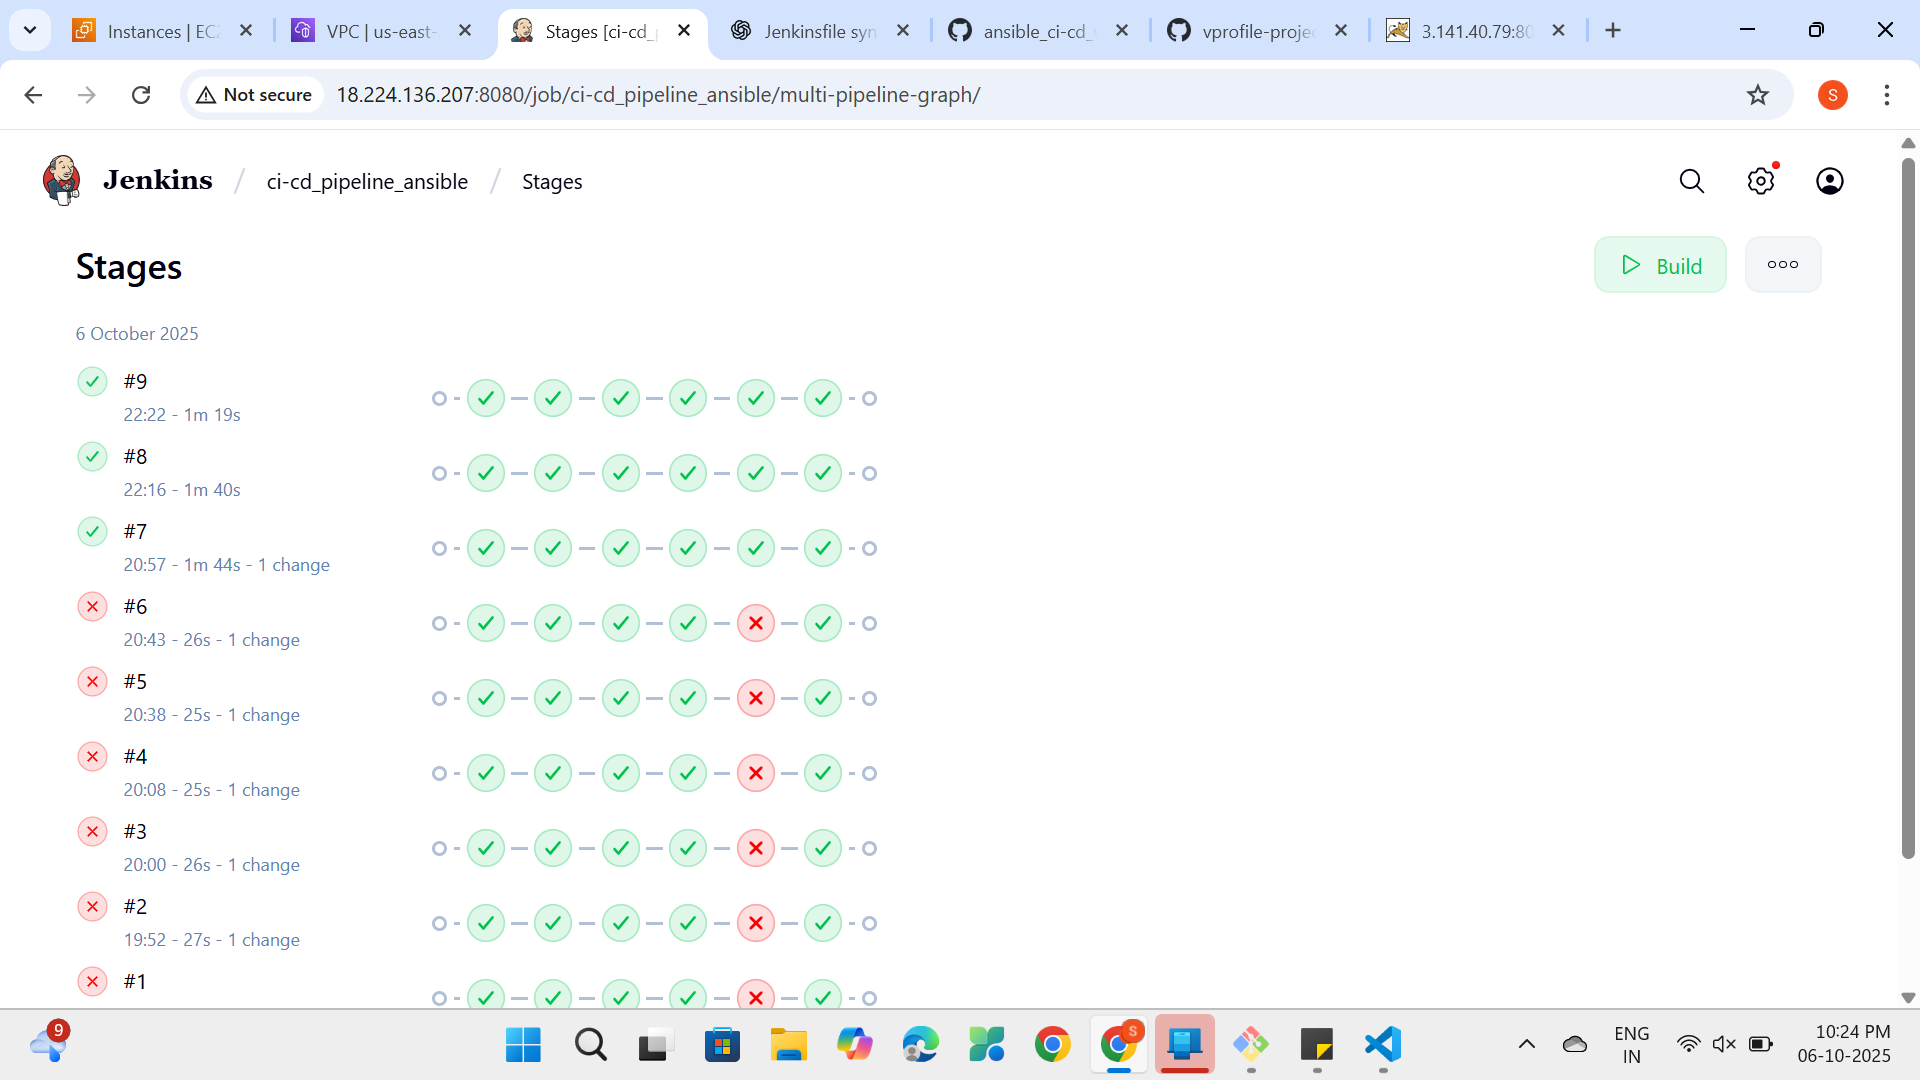 Instances | EC2
VPC | us-east-
Stages [ci-cd_p
Jenkinsfile syn
ansible_ci-cd_v
vprofile-projec
3.141.40.79:80
Not secure
18.224.136.207:8080/job/ci-cd_pipeline_ansible/multi-pipeline-graph/
S
Jenkins / ci-cd_pipeline_ansible / Stages
Stages
Build
6 October 2025
#9
22:22 - 1m 19s
#8
22:16 - 1m 40s
#7
20:57 - 1m 44s - 1 change
#6
20:43 - 26s - 1 change
#5
20:38 - 25s - 1 change
#4
20:08 - 25s - 1 change
#3
20:00 - 26s - 1 change
#2
19:52 - 27s - 1 change
#1
9
S
ENG
IN
10:24 PM
06-10-2025